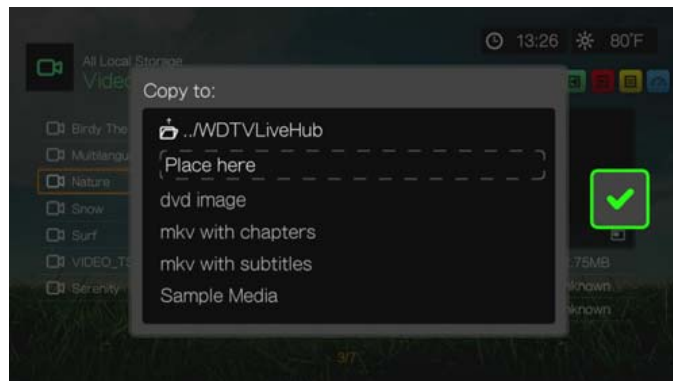 13:26 80°F
All Local Storage
Video
Copy to:
../WDTVLiveHub
Place here
dvd image
mkv with chapters
mkv with subtitles
Sample Media
Birdy The
Multilangu
Nature
Snow
Surf
VIDEO_TS
Serenity
.75MB
known
known
3/7